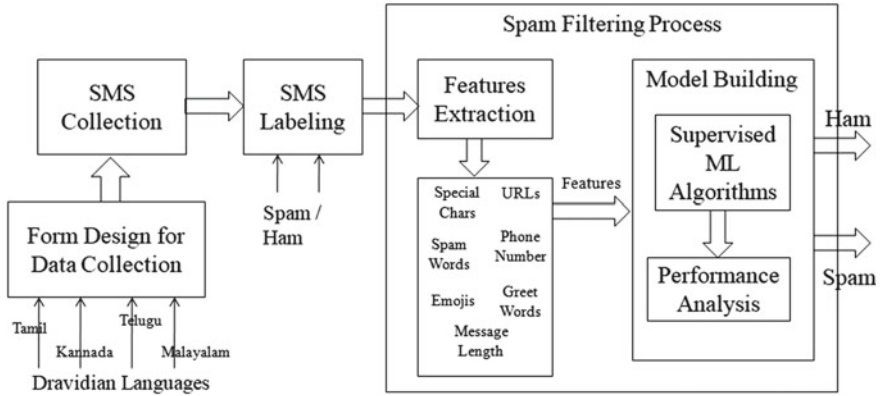 Spam Filtering Process
SMS
Collection
SMS
Labeling
Features
Extraction
Model Building
Supervised
ML
Algorithms
Performance
Analysis
Ham
Spam
Features
Special
Chars
URLs
Spam
Words
Phone
Number
Emojis
Greet
Words
Message
Length
Spam /
Ham
Form Design for
Data Collection
Tamil
Kannada
Telugu
Malayalam
Dravidian Languages